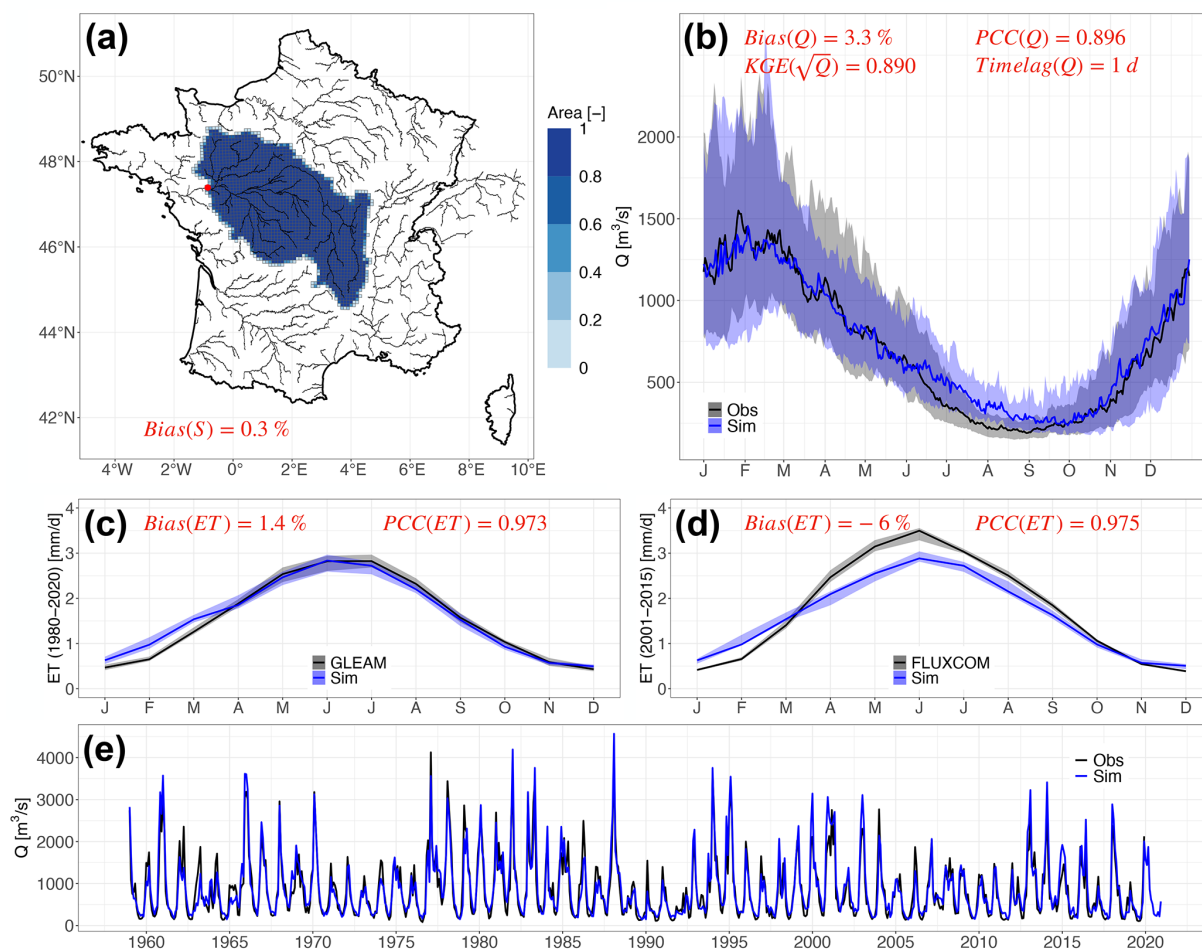 (a)
50°N
48°N
46°N
44°N
42°N
4°W 2°W 0° 2°E 4°E 6°E 8°E 10°E
Area [−]
1
0.8
0.6
0.4
0.2
0
Bias(S) = 0.3 %
(b)
Bias(Q) = 3.3 % PCC(Q) = 0.896
KGE(√Q) = 0.890 Timelag(Q) = 1 d
Q [m³/s]
2000
1500
1000
500
Obs
Sim
J F M A M J J A S O N D
(c)
Bias(ET) = 1.4 % PCC(ET) = 0.973
ET (1980−2020) [mm/d]
4
3
2
1
0
GLEAM
Sim
J F M A M J J A S O N D
(d)
Bias(ET) = − 6 % PCC(ET) = 0.975
ET (2001−2015) [mm/d]
4
3
2
1
0
FLUXCOM
Sim
J F M A M J J A S O N D
(e)
Q [m³/s]
4000
3000
2000
1000
0
Obs
Sim
1960 1965 1970 1975 1980 1985 1990 1995 2000 2005 2010 2015 2020